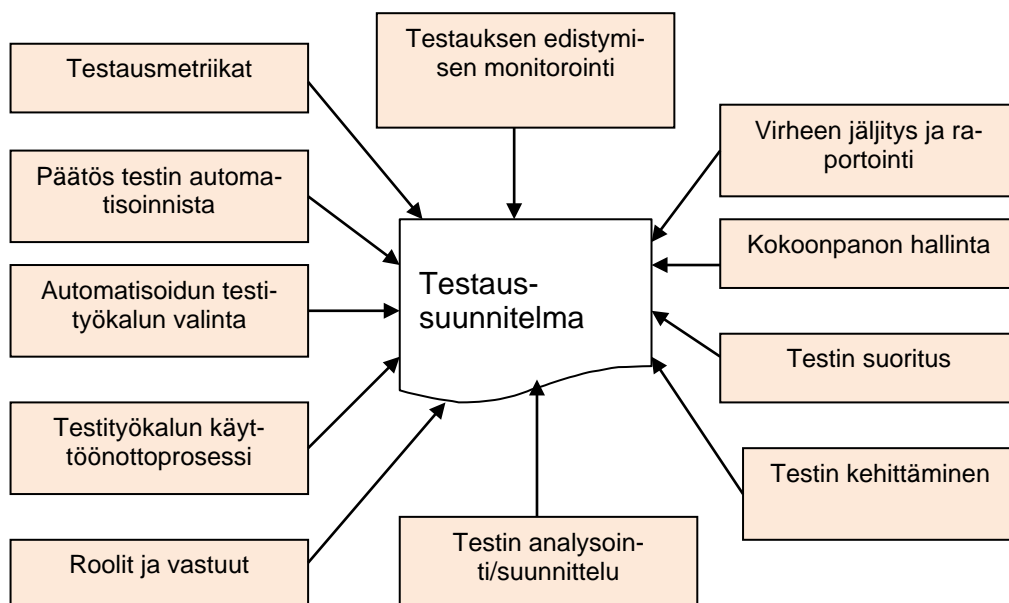 Testausmetriikat
Testauksen edistymi-
sen monitorointi
Virheen jäljitys ja ra-
portointi
Päätös testin automa-
tisoinnista
Kokoonpanon hallinta
Automatisoidun testi-
työkalun valinta
Testaus-
suunnitelma
Testin suoritus
Testityökalun käyt-
töönottoprosessi
Testin kehittäminen
Roolit ja vastuut
Testin analysoin-
ti/suunnittelu